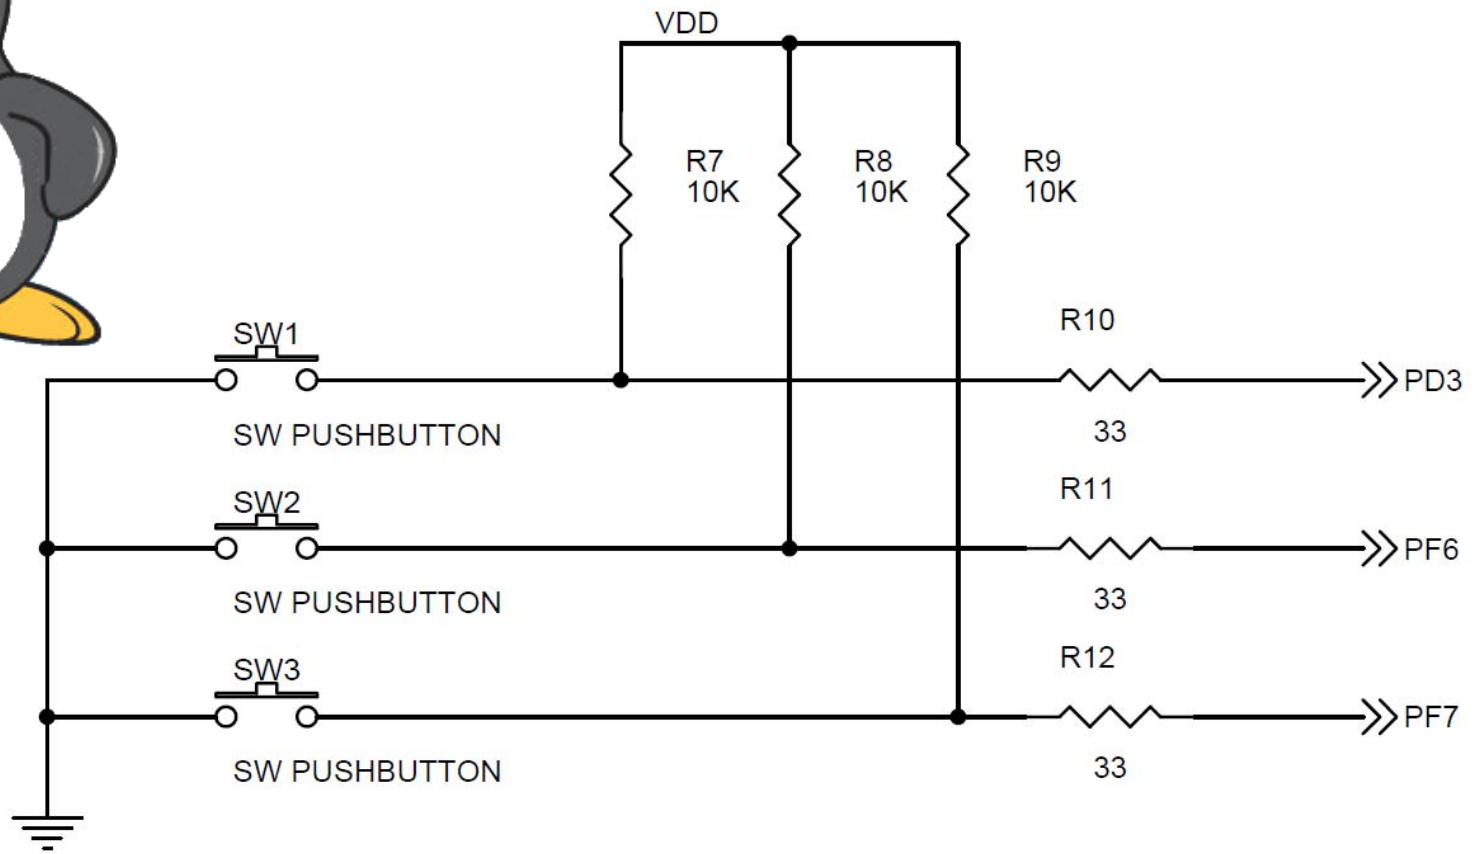 VDD
R7
10K
R8
10K
R9
10K
SW1
R10
PD3
SW PUSHBUTTON
33
SW2
R11
PF6
SW PUSHBUTTON
33
SW3
R12
PF7
SW PUSHBUTTON
33